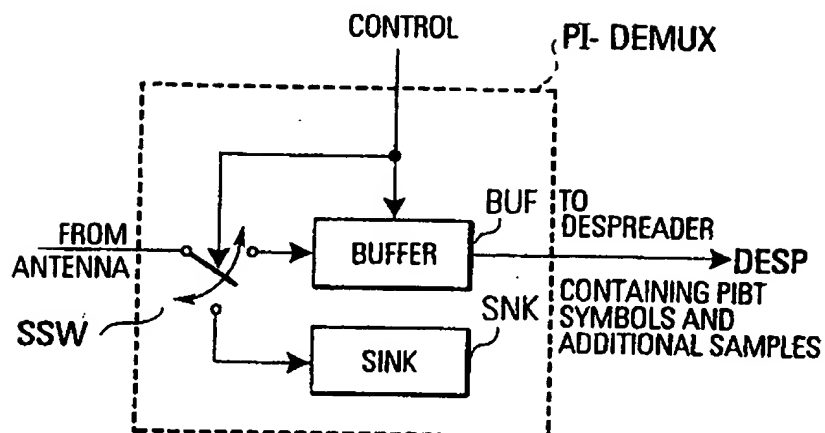 CONTROL
PI- DEMUX
FROM
ANTENNA
SSW
BUFFER
BUF
SINK
SNK
TO
DESPREADER
DESP
CONTAINING PIBT
SYMBOLS AND
ADDITIONAL SAMPLES